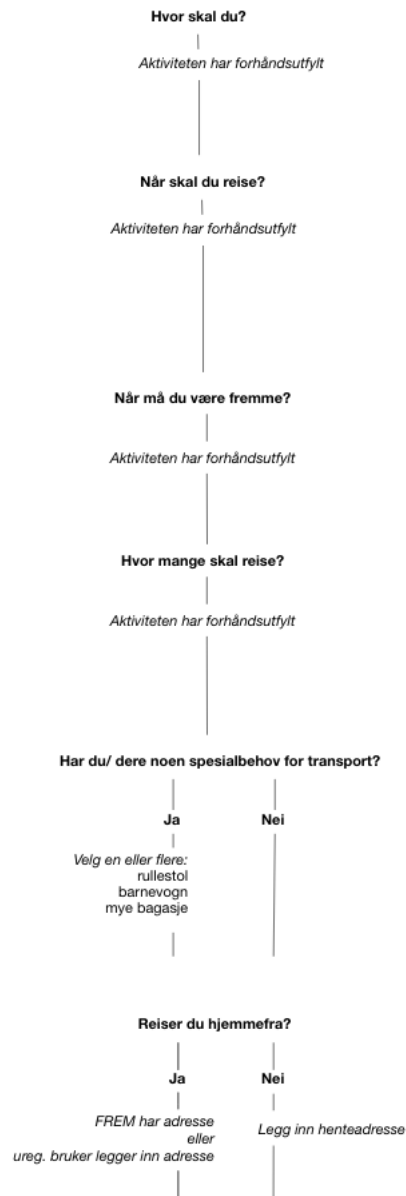 Hvor skal du?
Aktiviteten har forhåndsutfylt
Når skal du reise?
Aktiviteten har forhåndsutfylt
Når må du være fremme?
Aktiviteten har forhåndsutfylt
Hvor mange skal reise?
Aktiviteten har forhåndsutfylt
Har du/ dere noen spesialbehov for transport?
Ja
Nei
Velg en eller flere:
rullestol
barnevogn
mye bagasje
Reiser du hjemmefra?
Ja
Nei
FREM har adresse
eller
ureg. bruker legger inn adresse
Legg inn henteadresse